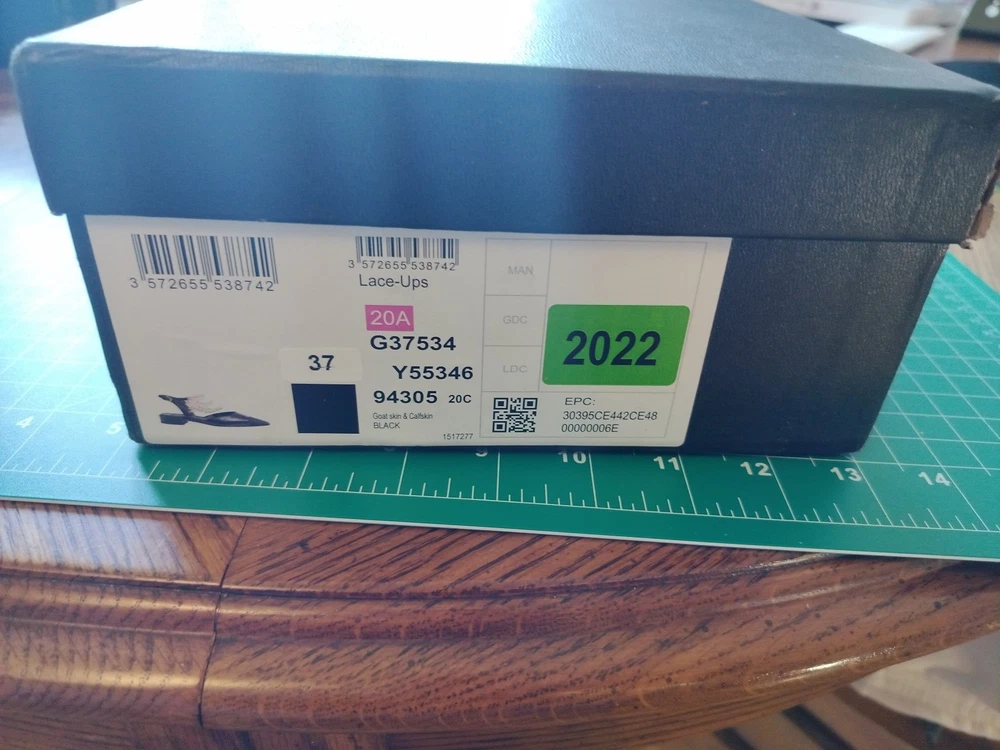 3 572655 538742
3 572655 538742
Lace-Ups
20A
G37534
37
Y55346
94305 20C
Goat skin & Calfskin
BLACK
1517277
MAN
GDC
LDC
2022
EPC:
30395CE442CE48
00000006E
4
5
9
10
11
12
13
14